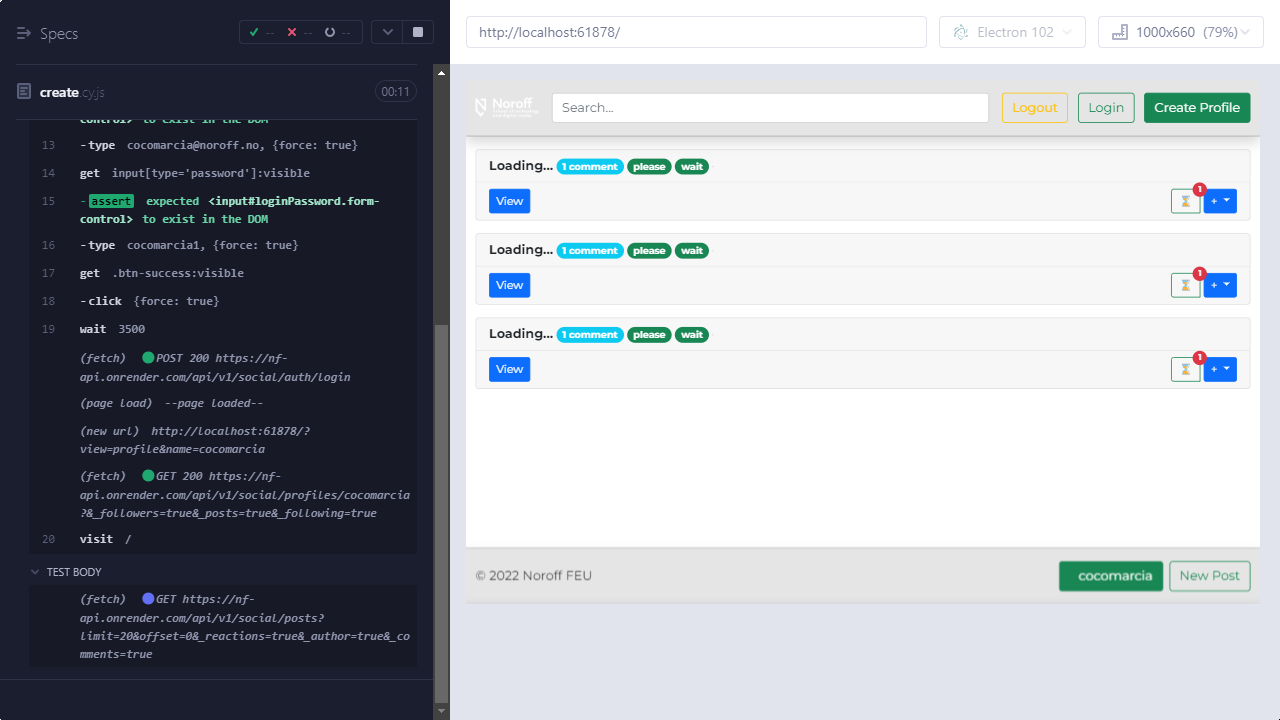 Specs
--
--
--
create.cy.js
00:11
control> to exist in the DOM
13 -type cocomarcia@noroff.no, {force: true}
14 get input[type='password']:visible
15 -assert expected <input#loginPassword.form-
control> to exist in the DOM
16 -type cocomarcia1, {force: true}
17 get .btn-success:visible
18 -click {force: true}
19 wait 3500
(fetch) POST 200 https://nf-
api.onrender.com/api/v1/social/auth/login
(page load) --page loaded--
(new url) http://localhost:61878/?
view=profile&name=cocomarcia
(fetch) GET 200 https://nf-
api.onrender.com/api/v1/social/profiles/cocomarcia
?&_followers=true&_posts=true&_following=true
20 visit /
TEST BODY
(fetch) GET https://nf-
api.onrender.com/api/v1/social/posts?
limit=20&offset=0&_reactions=true&_author=true&_co
mments=true
http://localhost:61878/
Electron 102
1000x660 (79%)
Noroff
Search...
Logout
Login
Create Profile
Loading... 1 comment please wait
View
1
+
Loading... 1 comment please wait
View
1
+
Loading... 1 comment please wait
View
1
+
© 2022 Noroff FEU
cocomarcia
New Post